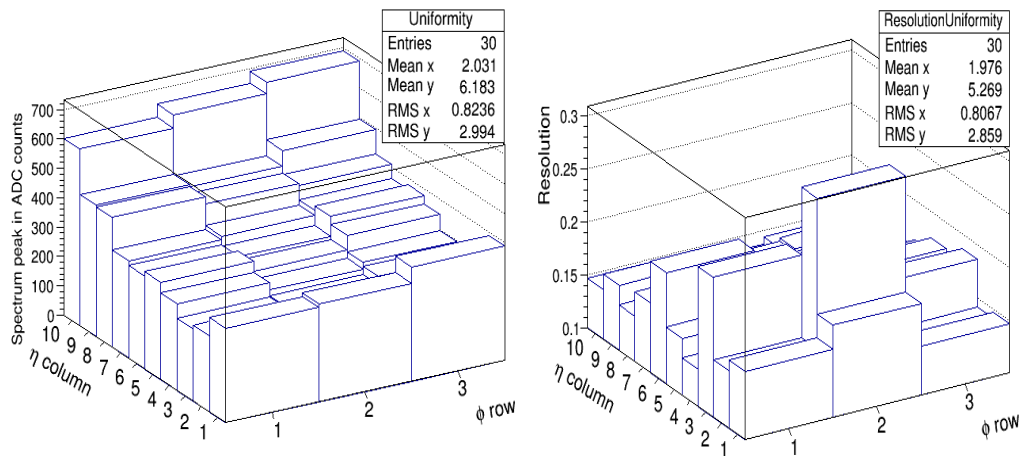 Uniformity
Entries 30
Mean x 2.031
Mean y 6.183
RMS x 0.8236
RMS y 2.994
Spectrum peak in ADC counts
700
600
500
400
300
200
100
0
10 9 8 7 6 5 4 3 2 1
η column
1 2 3
ϕ row
ResolutionUniformity
Entries 30
Mean x 1.976
Mean y 5.269
RMS x 0.8067
RMS y 2.859
Resolution
0.3
0.25
0.2
0.15
0.1
10 9 8 7 6 5 4 3 2 1
η column
1 2 3
ϕ row